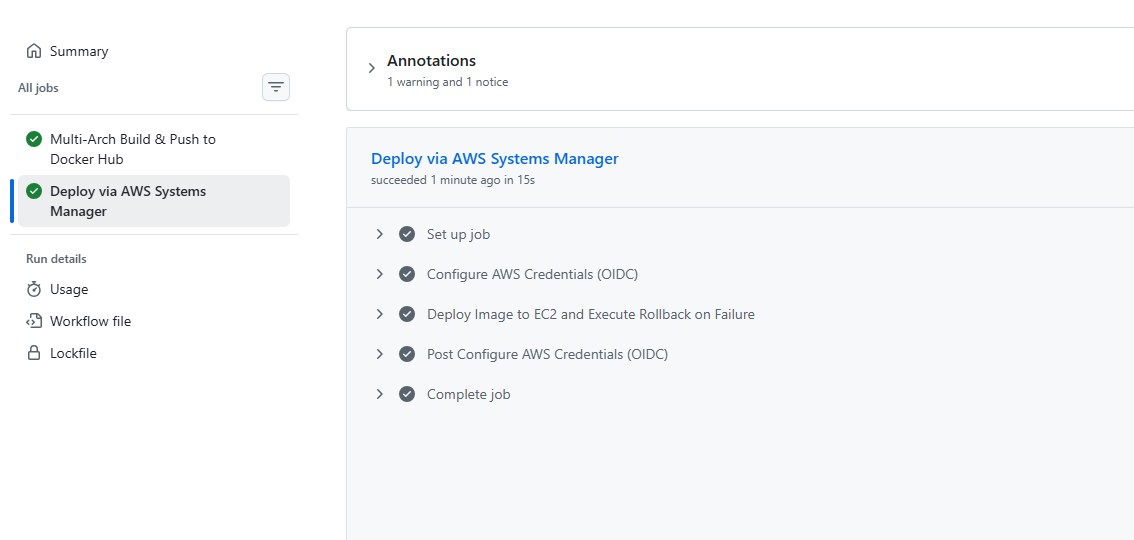 Summary
All jobs
Multi-Arch Build & Push to
Docker Hub
Deploy via AWS Systems
Manager
Run details
Usage
Workflow file
Lockfile
Annotations
1 warning and 1 notice
Deploy via AWS Systems Manager
succeeded 1 minute ago in 15s
Set up job
Configure AWS Credentials (OIDC)
Deploy Image to EC2 and Execute Rollback on Failure
Post Configure AWS Credentials (OIDC)
Complete job